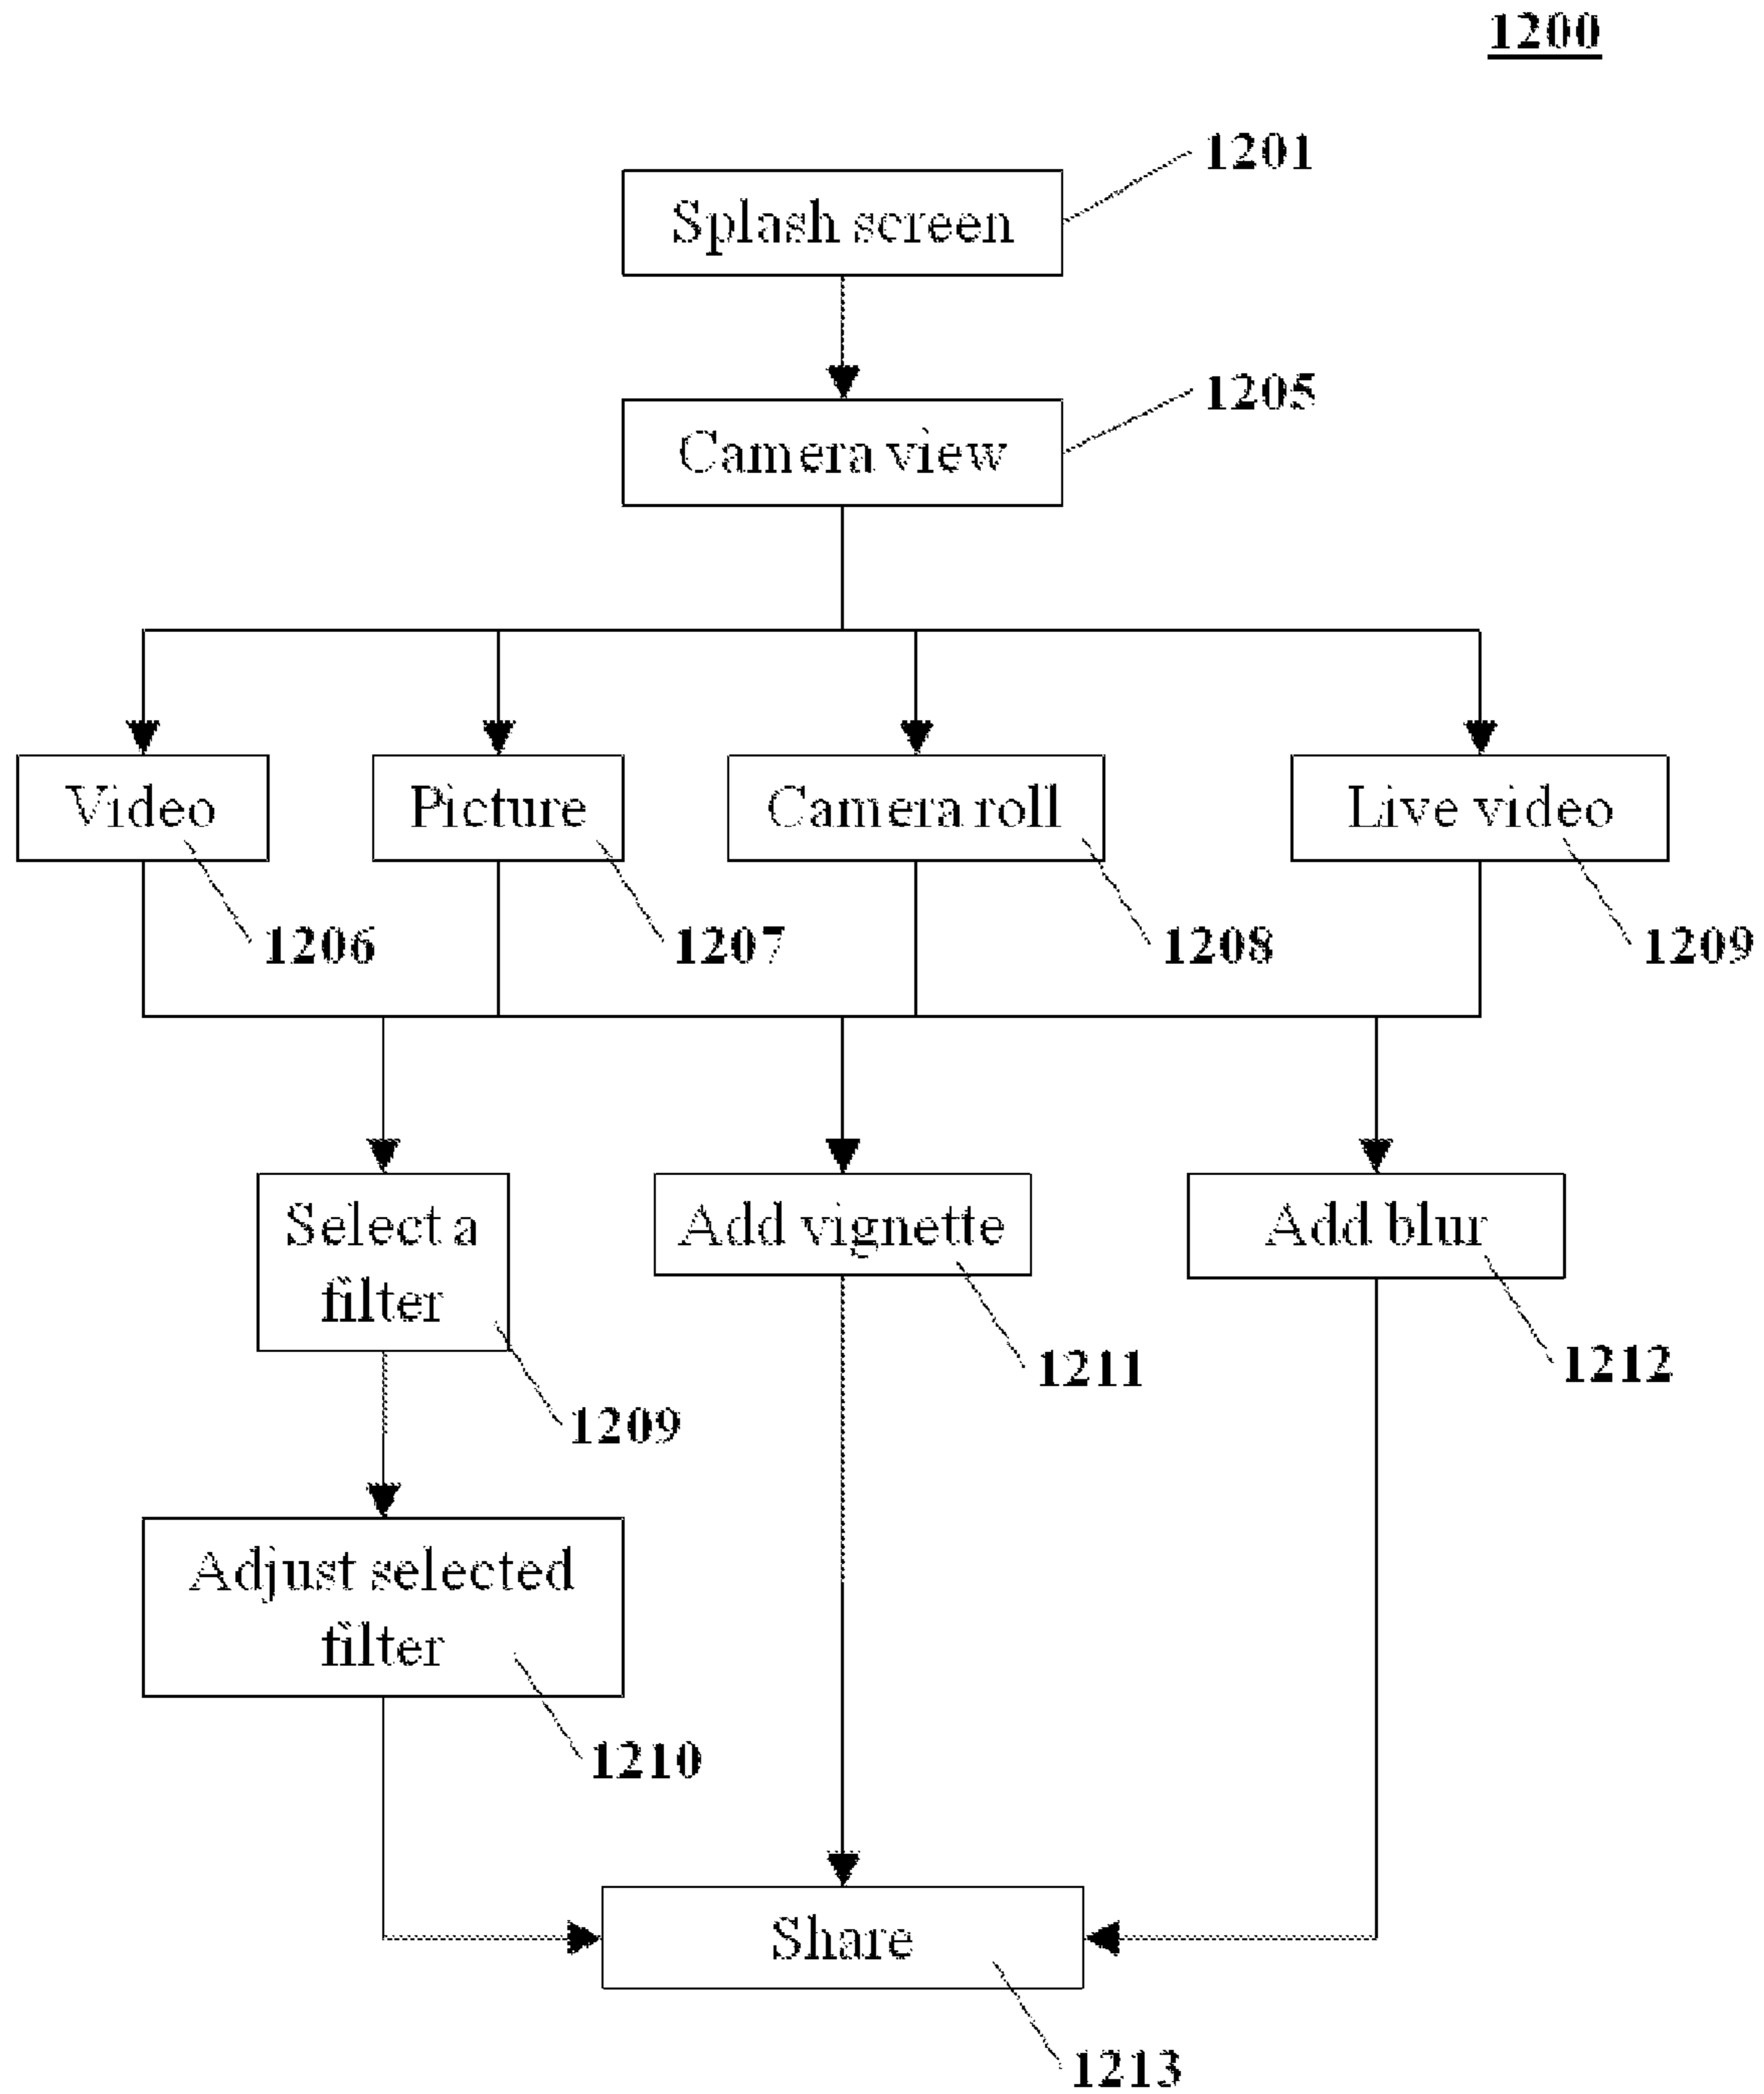 1200
1201
Splash screen
1205
Camera view
Video
Picture
Camera roll
Live video
1206
1207
1208
1209
Select a
filter
Add vignette
Add blur
1211
1212
1209
Adjust selected
filter
1210
Share
1213